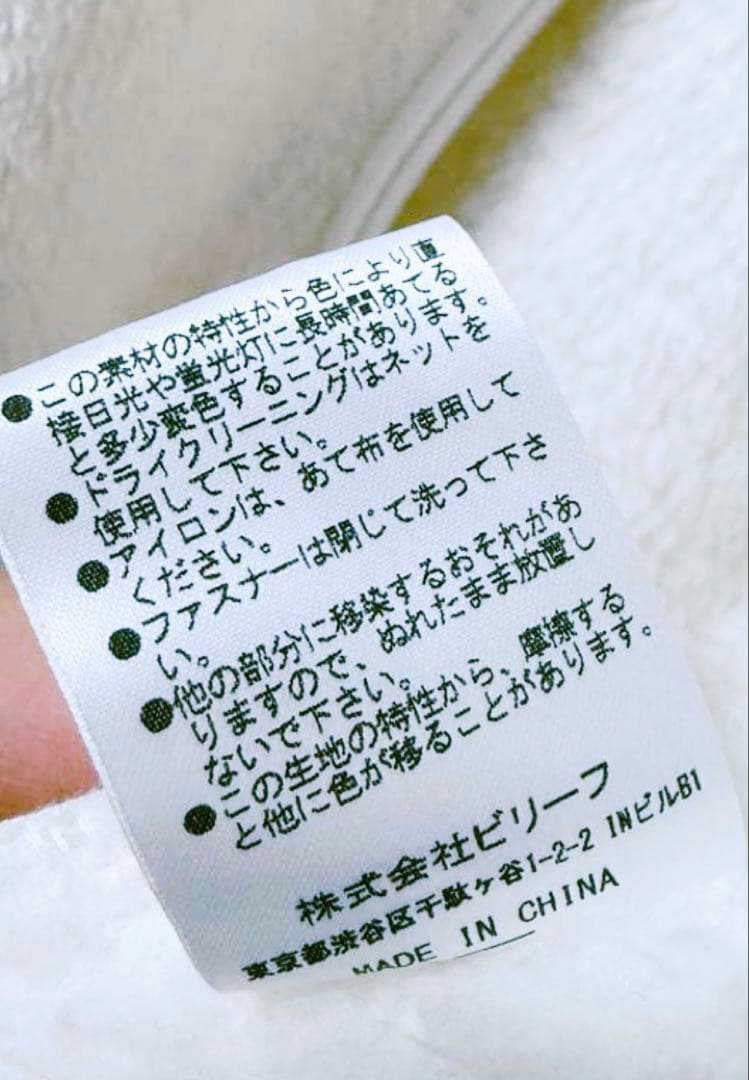 ●この素材の特性から色により直
接日光や蛍光灯に長時間あてる
と多少変色することがあります。
●ドライクリーニングはネットを
使用して下さい。
●アイロンは、あて布を使用して
ください。
●ファスナーは閉じて洗って下さ
い。
●他の部分に移染するおそれがあ
りますので、ぬれたまま放置し
ないで下さい。
●この生地の特性から、摩擦する
と他に色が移ることがあります。
株式会社ビリーフ
東京都渋谷区千駄ヶ谷1-2-2 INビルB1
MADE IN CHINA